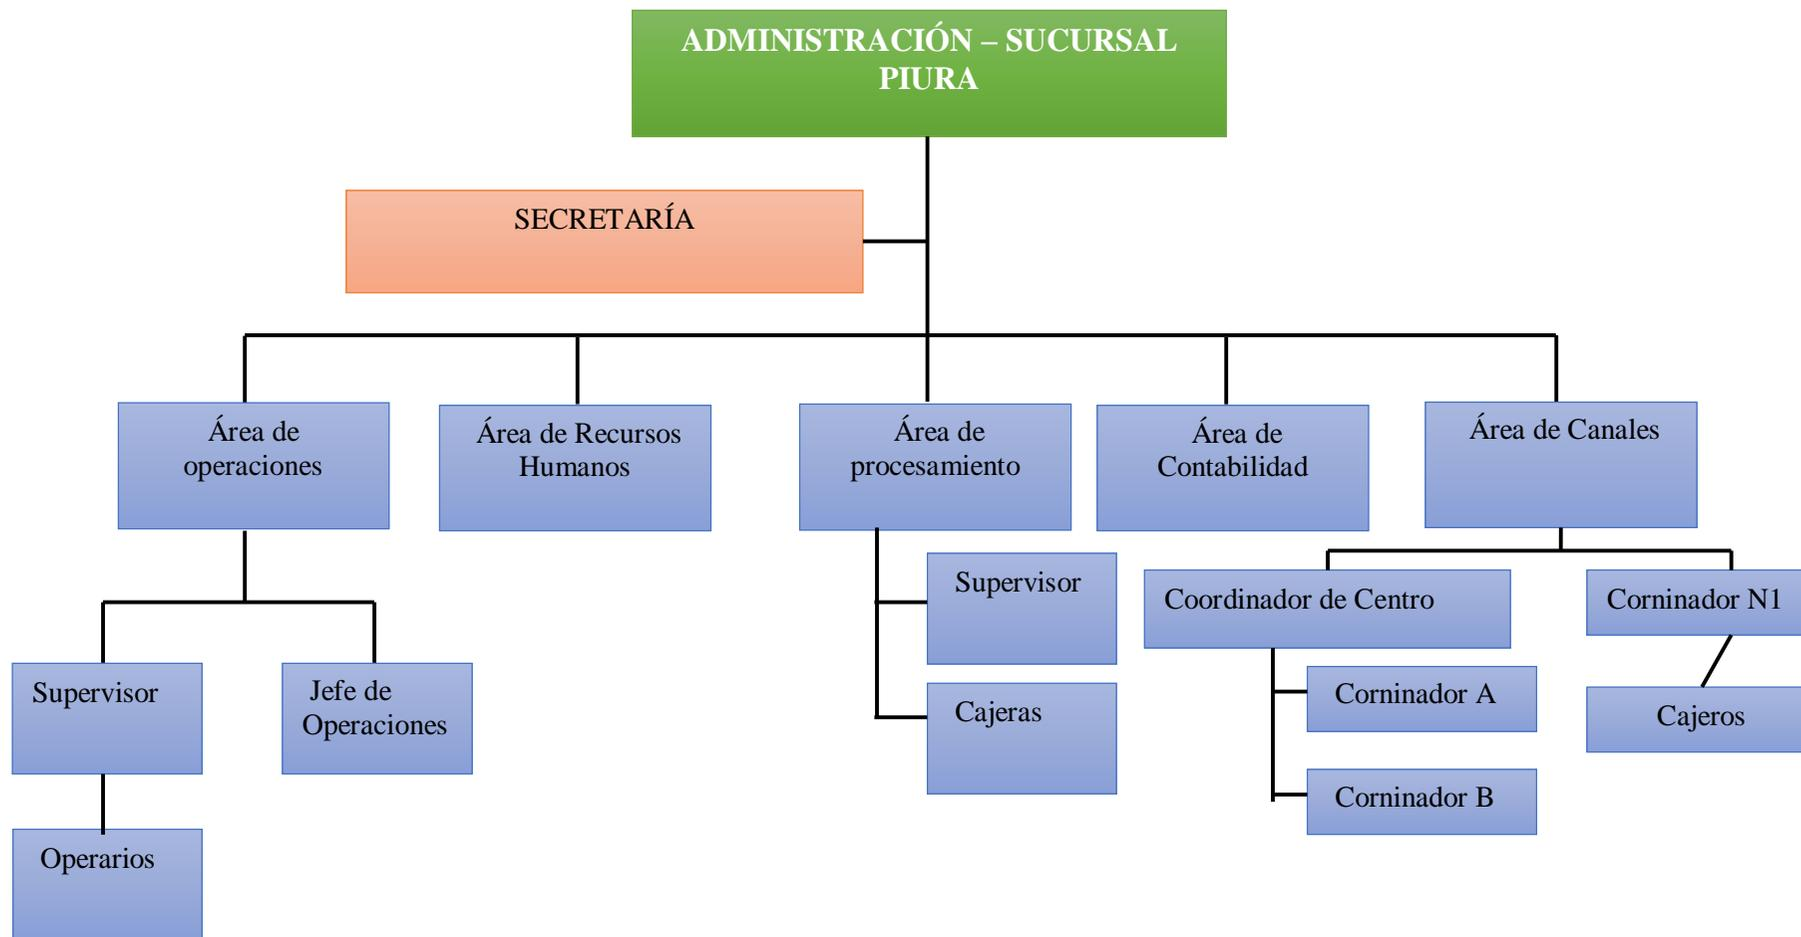 ADMINISTRACIÓN – SUCURSAL
PIURA
SECRETARÍA
Área de
operaciones
Área de Recursos
Humanos
Área de
procesamiento
Área de
Contabilidad
Área de Canales
Supervisor
Jefe de
Operaciones
Operarios
Supervisor
Cajeras
Coordinador de Centro
Corninador A
Corninador B
Corninador N1
Cajeros